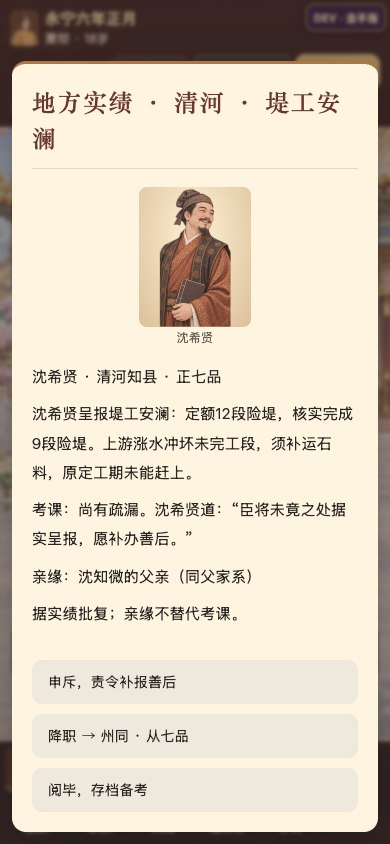 永宁六年正月
DEV · 金手指
地方实绩 · 清河 · 堤工安
澜
沈希贤
沈希贤 · 清河知县 · 正七品
沈希贤呈报堤工安澜：定额12段险堤，核实完成
9段险堤。上游涨水冲坏未完工段，须补运石
料，原定工期未能赶上。
考课：尚有疏漏。沈希贤道：“臣将未竟之处据
实呈报，愿补办善后。”
亲缘：沈知微的父亲（同父家系）
据实绩批复；亲缘不替代考课。
申斥，责令补报善后
降职 → 州同 · 从七品
阅毕，存档备考